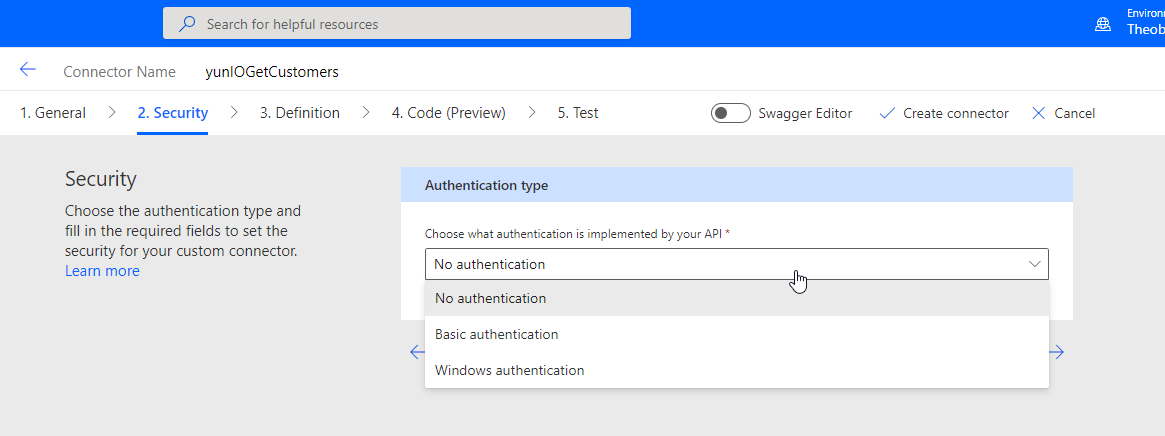 Search for helpful resources
Environ
Theob
Connector Name yunIOGetCustomers
1. General 2. Security 3. Definition 4. Code (Preview) 5. Test Swagger Editor Create connector Cancel
Security
Choose the authentication type and
fill in the required fields to set the
security for your custom connector.
Learn more
Authentication type
Choose what authentication is implemented by your API *
No authentication
No authentication
Basic authentication
Windows authentication